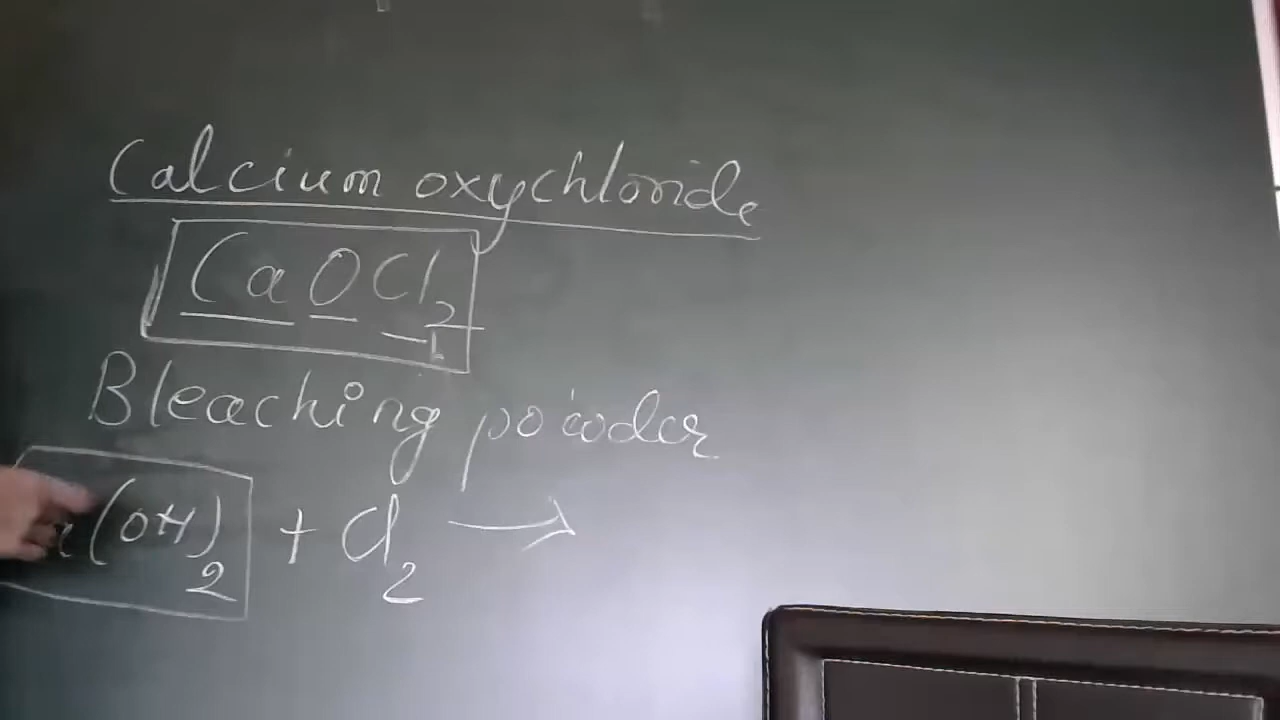 Calcium oxychloride
CaOCl2
Bleaching powder
(OH)2 + Cl2 →